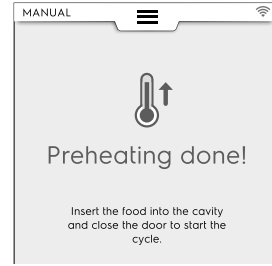 MANUAL
Preheating done!
Insert the food into the cavity
and close the door to start the
cycle.